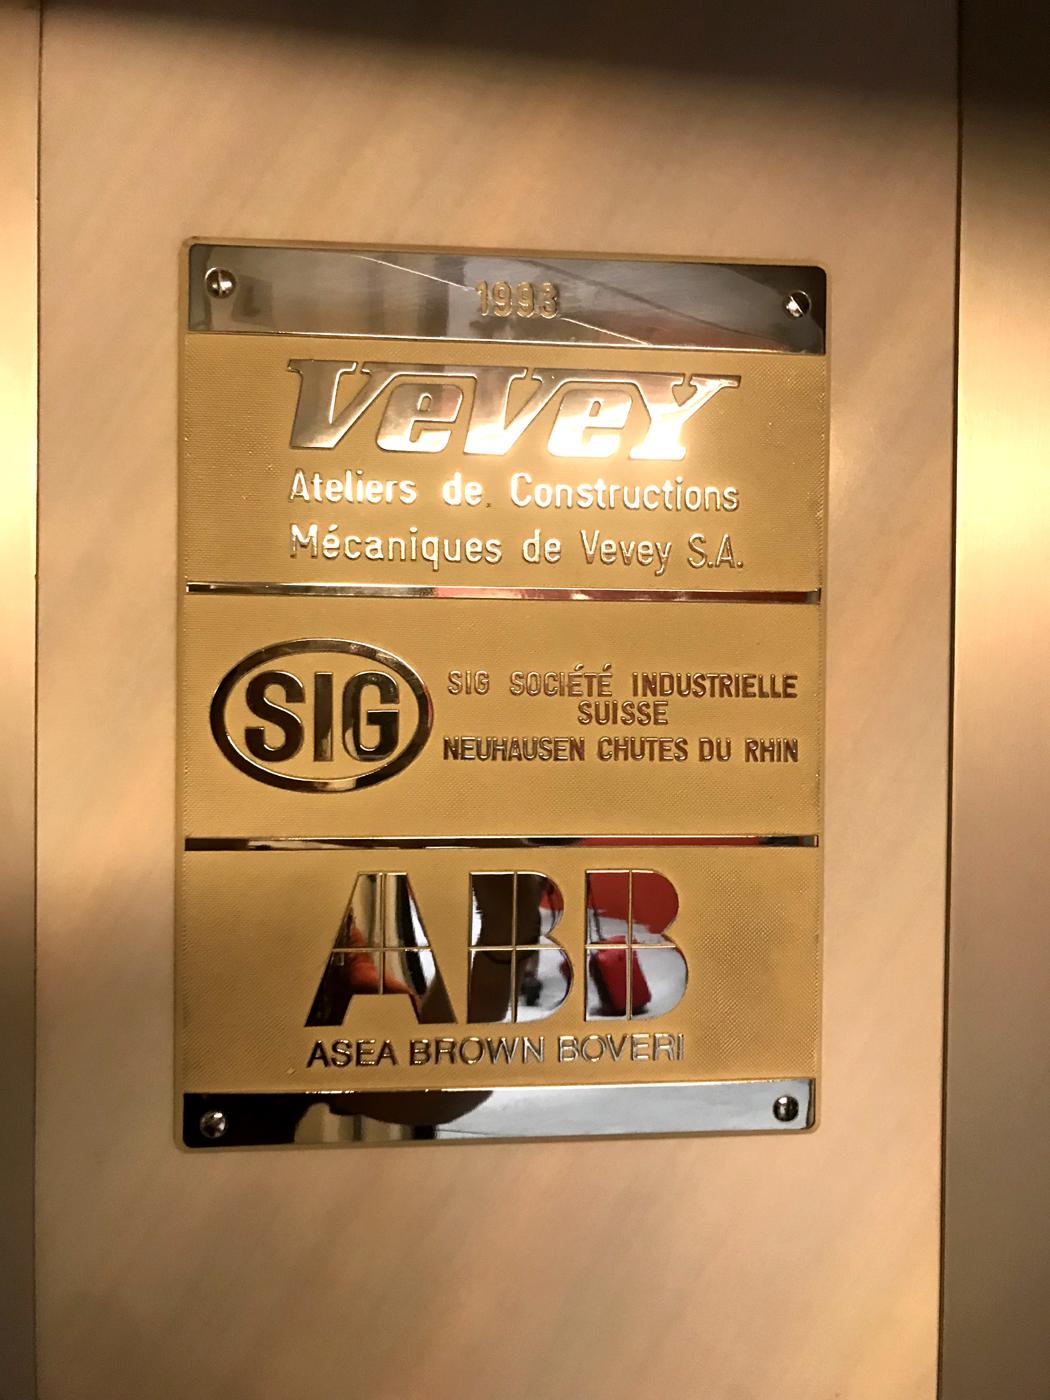 1993
Vevey
Ateliers de Constructions
Mécaniques de Vevey S.A.
SIG
SIG SOCIÉTÉ INDUSTRIELLE
SUISSE
NEUHAUSEN CHUTES DU RHIN
ABB
ASEA BROWN BOVERI